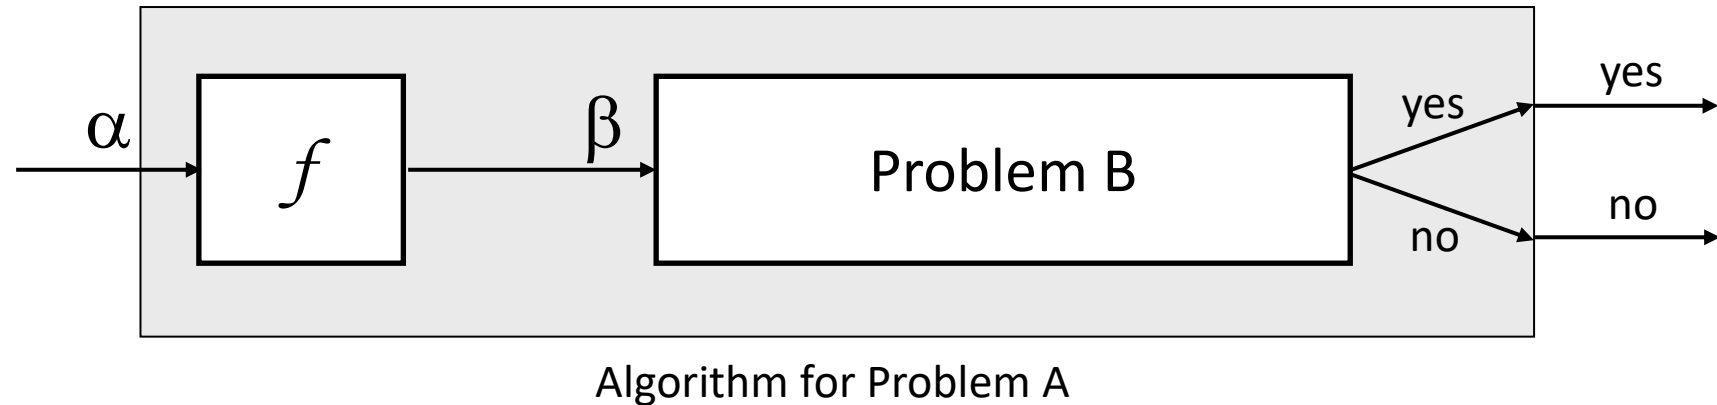 α
f
β
Problem B
yes
no
yes
no
Algorithm for Problem A